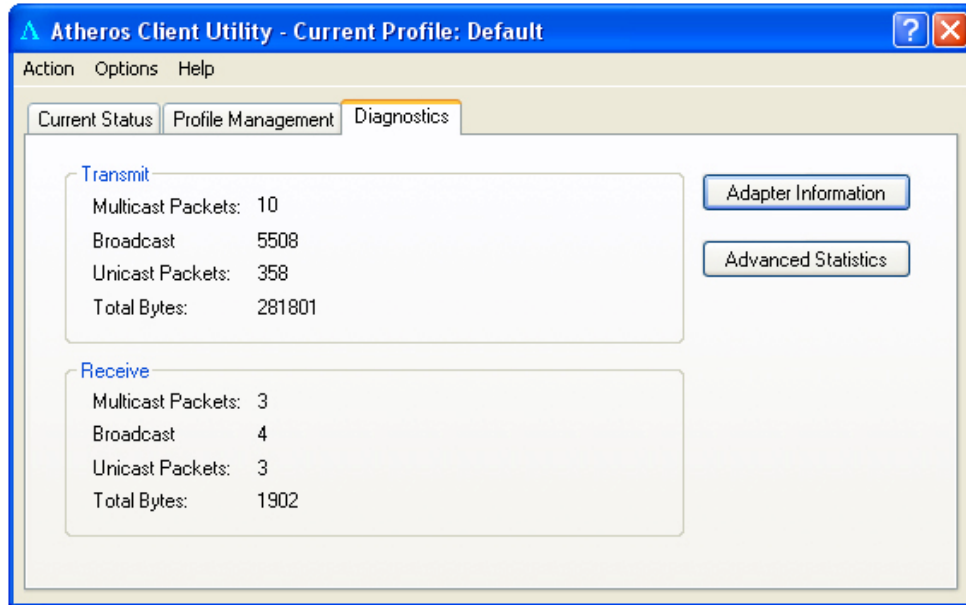 Atheros Client Utility - Current Profile: Default
Action Options Help
Current Status Profile Management Diagnostics
Transmit
Multicast Packets: 10
Broadcast 5508
Unicast Packets: 358
Total Bytes: 281801
Adapter Information
Advanced Statistics
Receive
Multicast Packets: 3
Broadcast 4
Unicast Packets: 3
Total Bytes: 1902